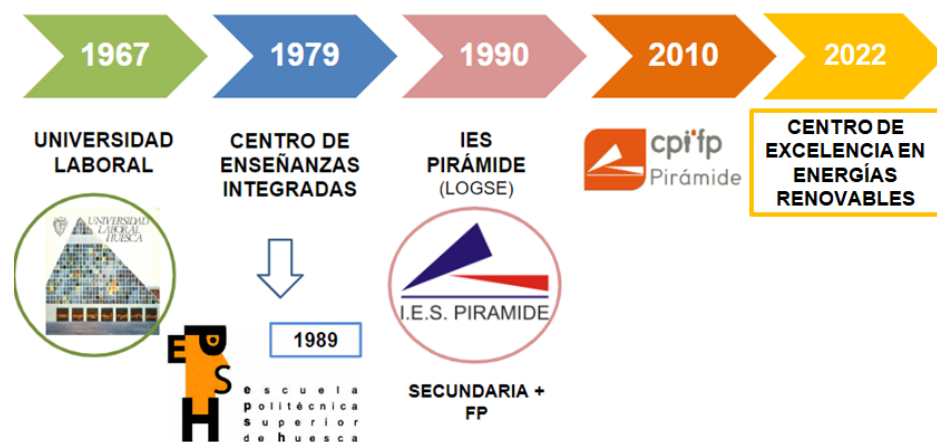 1967
1979
1990
2010
2022
UNIVERSIDAD
LABORAL
UNIVERSIDAD
LABORAL
HUESCA
CENTRO DE
ENSEÑANZAS
INTEGRADAS
1989
EPSH
escuela
politécnica
superior
de huesca
IES
PIRÁMIDE
(LOGSE)
I.E.S. PIRAMIDE
SECUNDARIA +
FP
cpi'fp
Pirámide
CENTRO DE
EXCELENCIA EN
ENERGÍAS
RENOVABLES